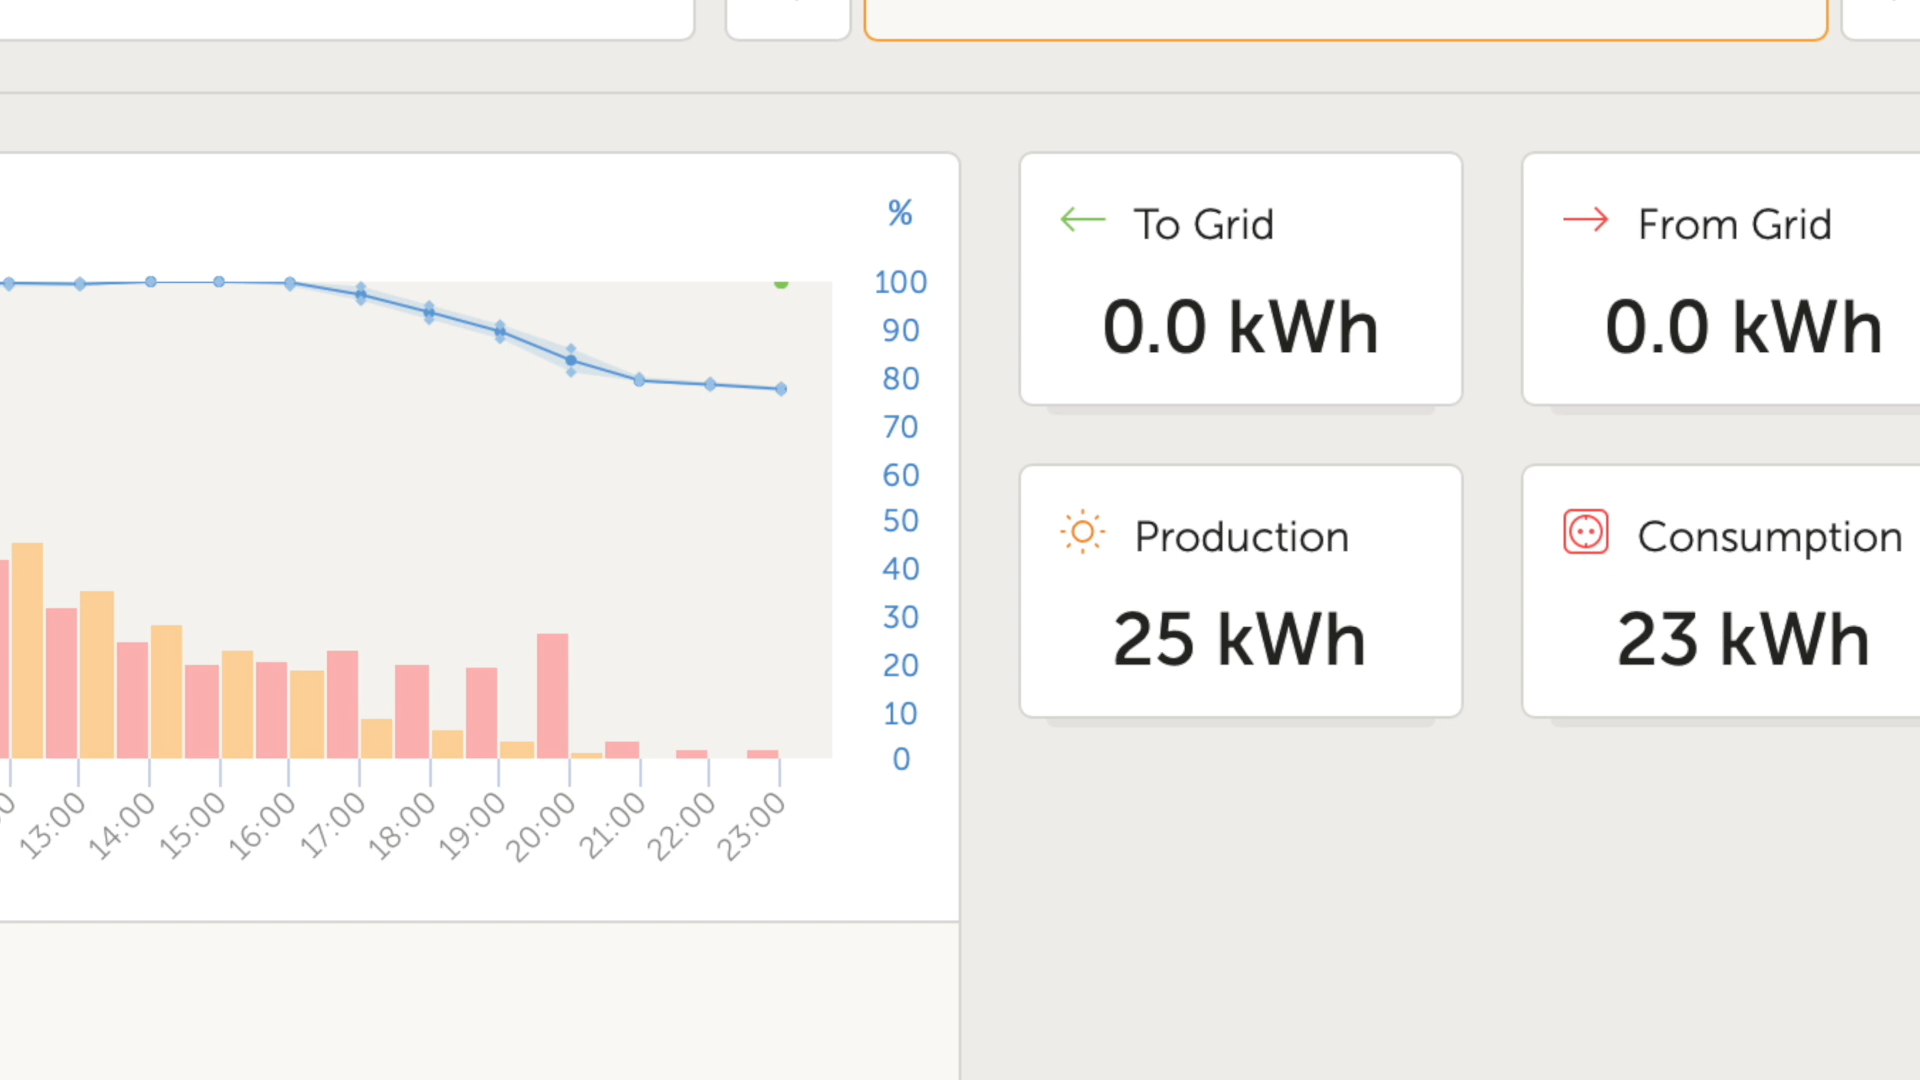 %
100
90
80
70
60
50
40
30
20
10
0
13:00
14:00
15:00
16:00
17:00
18:00
19:00
20:00
21:00
22:00
23:00
To Grid
0.0 kWh
From Grid
0.0 kWh
Production
25 kWh
Consumption
23 kWh